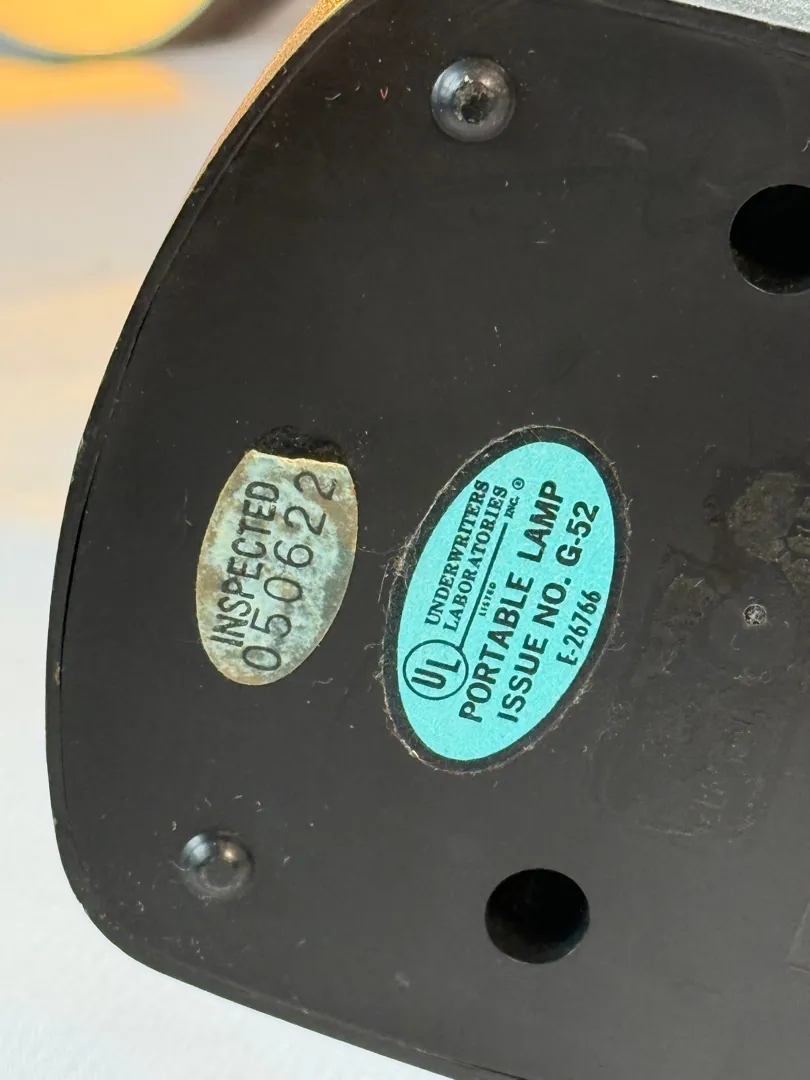 INSPECTED
050622
UL
UNDERWRITERS
LABORATORIES
LISTED
INC. ®
PORTABLE LAMP
ISSUE NO. G-52
E-26766